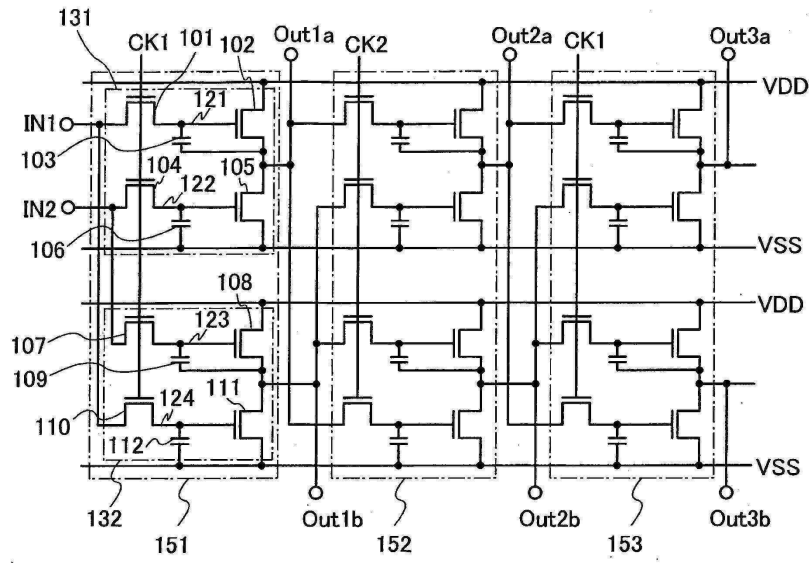 131 CK1 101 102 Out1a CK2 Out2a CK1 Out3a
VDD
121
IN1
103
104 105
122
IN2
106
VSS
108
VDD
123
107
109
111
124
110
112
VSS
132 151 Out1b 152 Out2b 153 Out3b